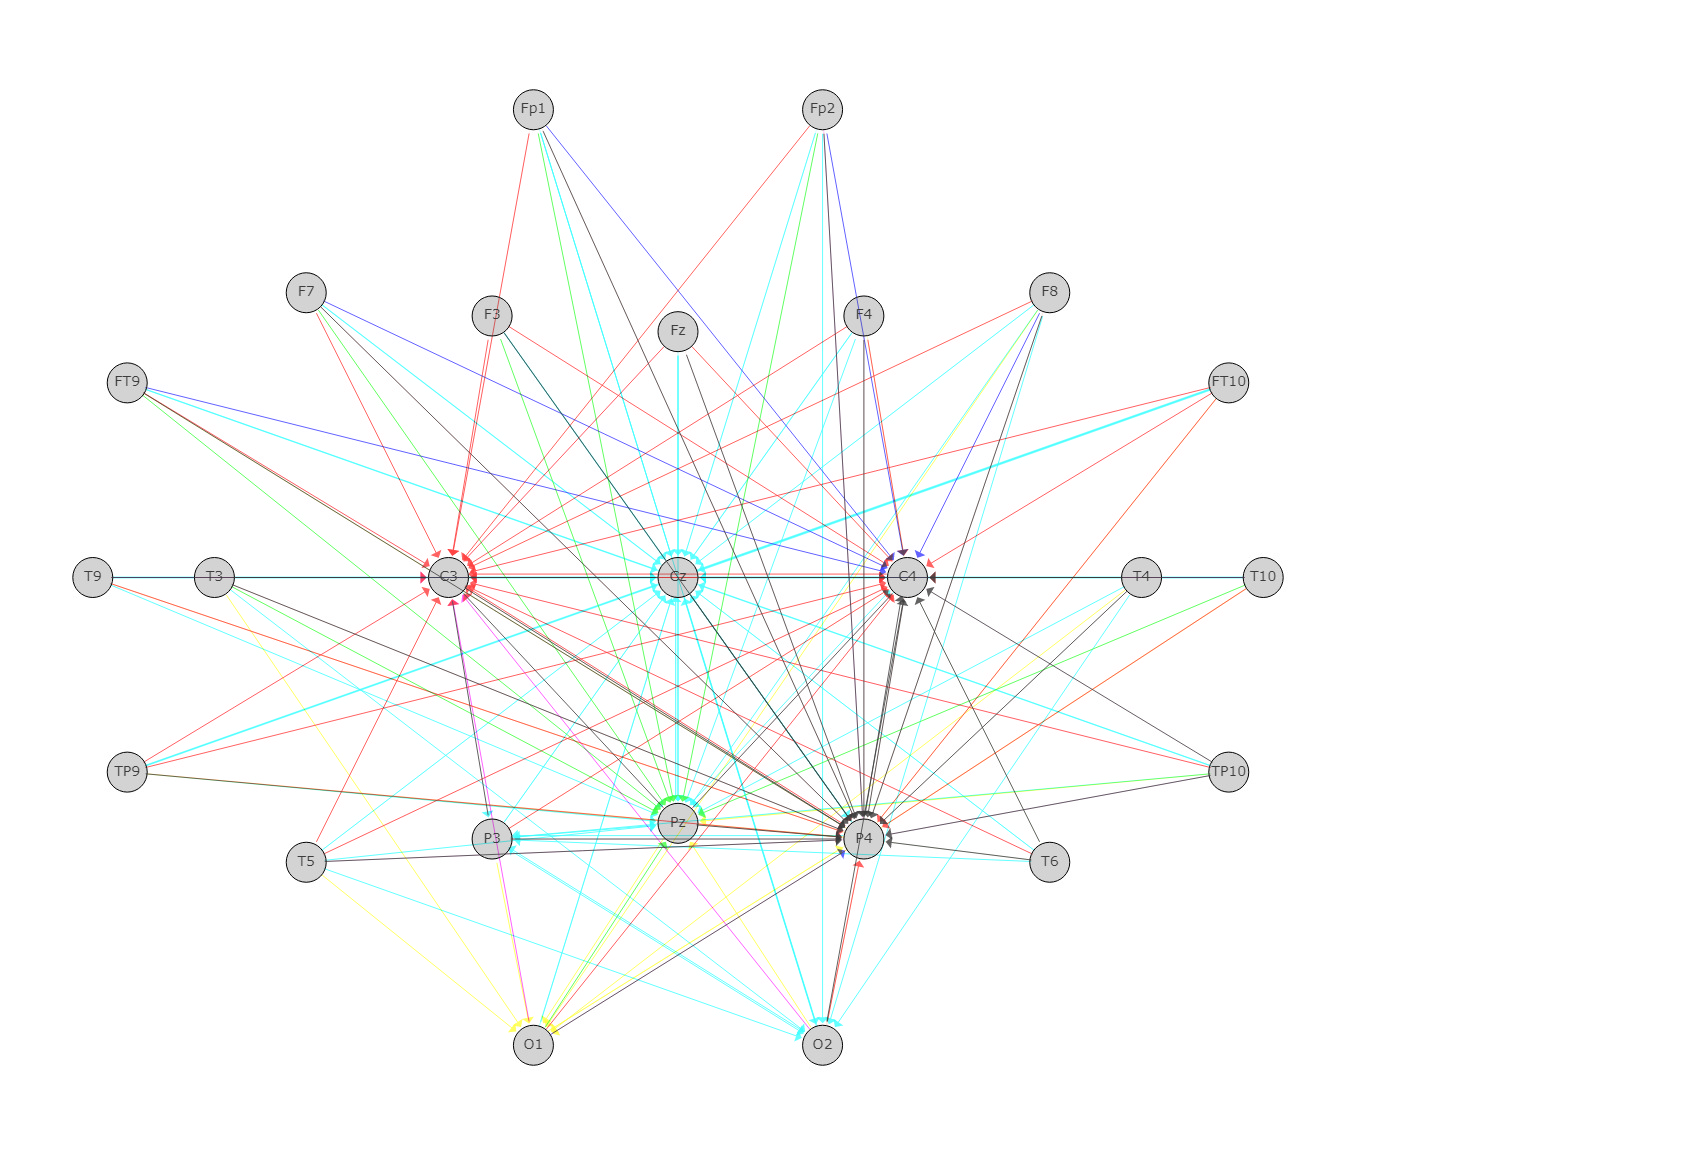 Fp1 Fp2
F7 F3 Fz F4 F8
FT9 FT10
T9 T3 C3 Cz C4 T4 T10
TP9 TP10
T5 P3 Pz P4 T6
O1 O2